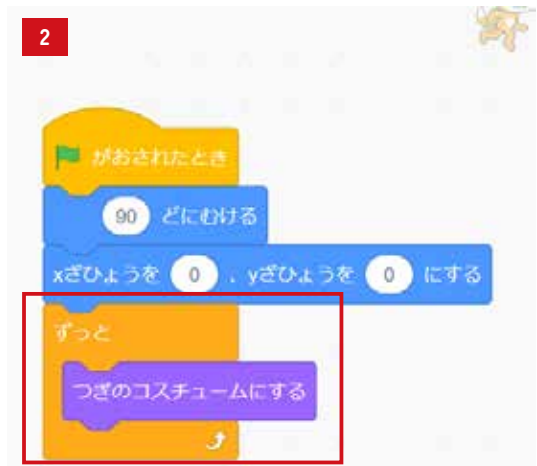 2
がおされたとき
90 どにむける
xざひょうを 0 、yざひょうを 0 にする
ずっと
つぎのコスチュームにする